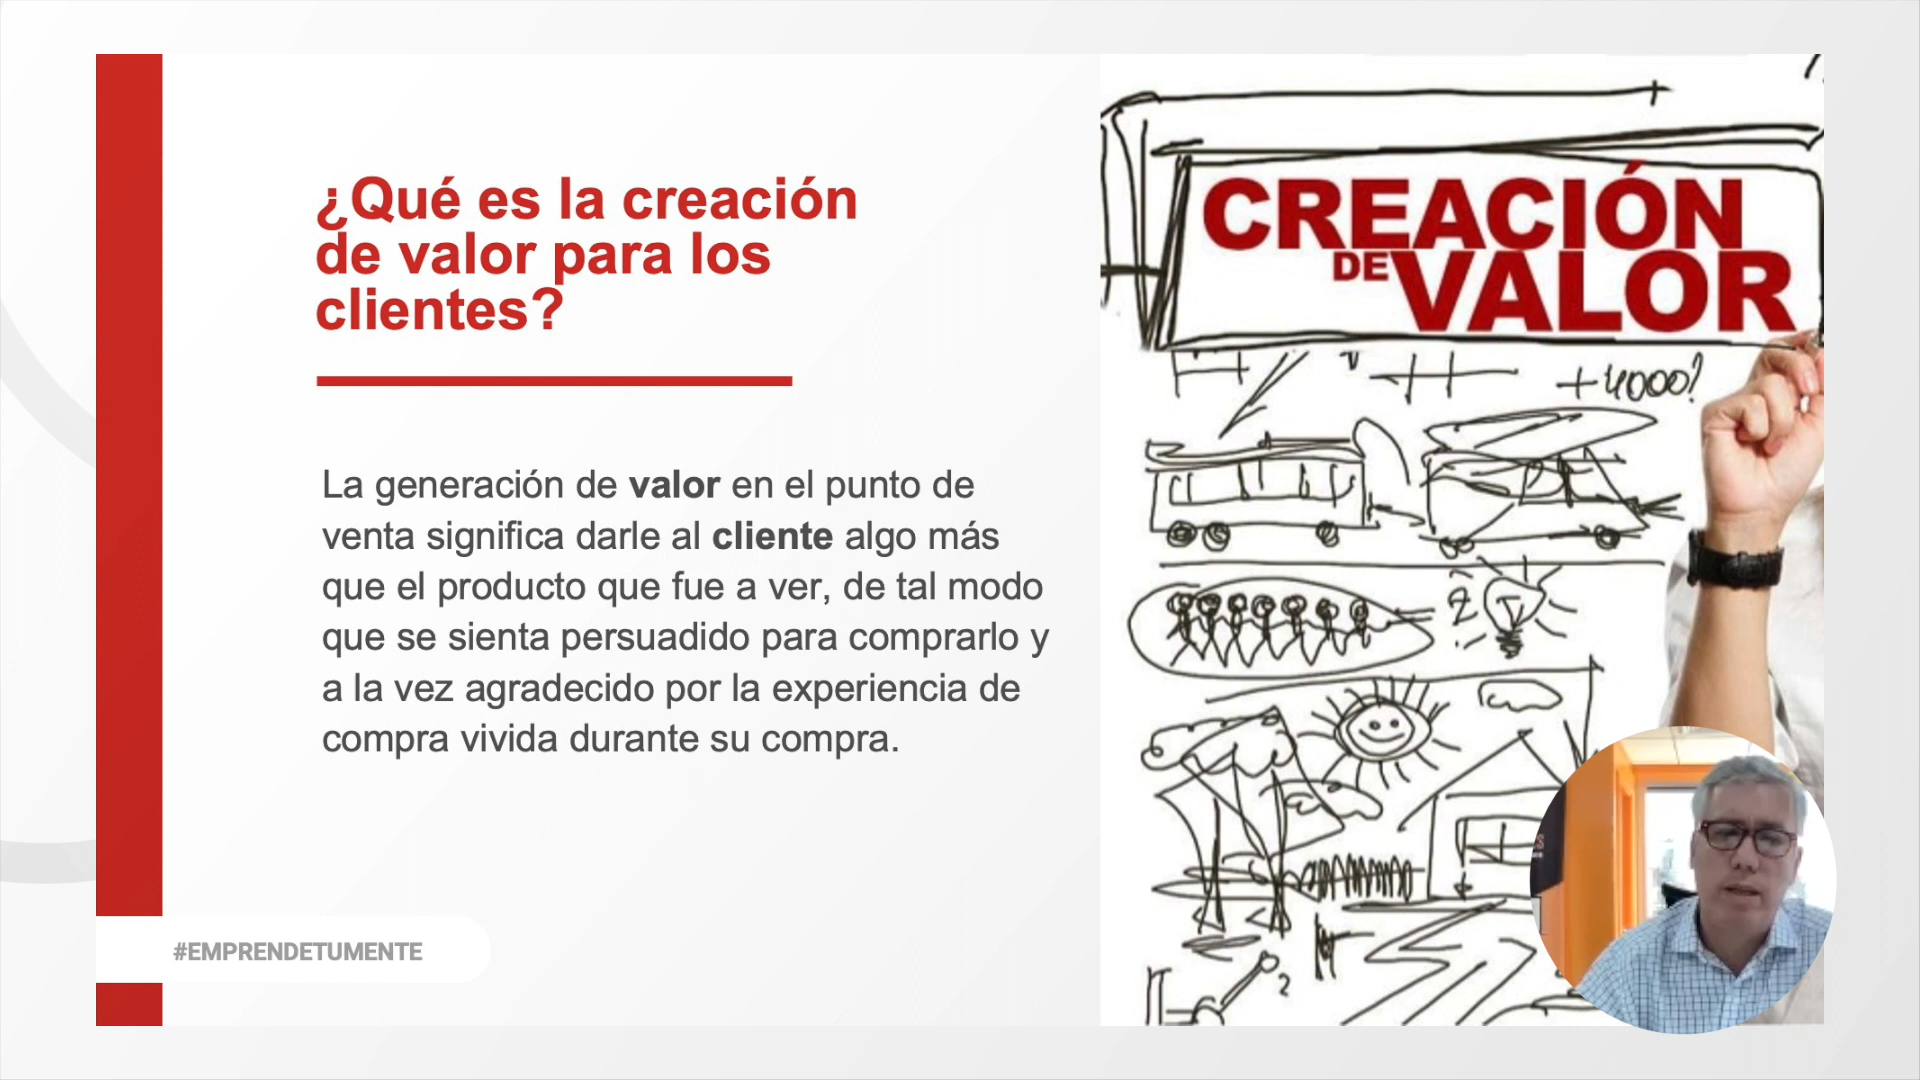 ¿Qué es la creación
de valor para los
clientes?
La generación de valor en el punto de
venta significa darle al cliente algo más
que el producto que fue a ver, de tal modo
que se sienta persuadido para comprarlo y
a la vez agradecido por la experiencia de
compra vivida durante su compra.
#EMPRENDETUMENTE
CREACIÓN
DE VALOR
+4000?
2